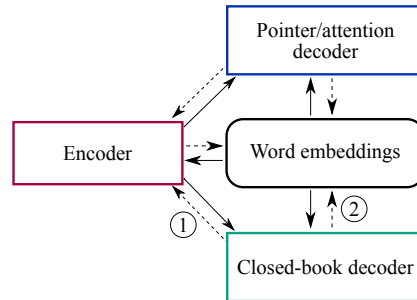 Pointer/attention
decoder
Encoder
Word embeddings
1
2
Closed-book decoder